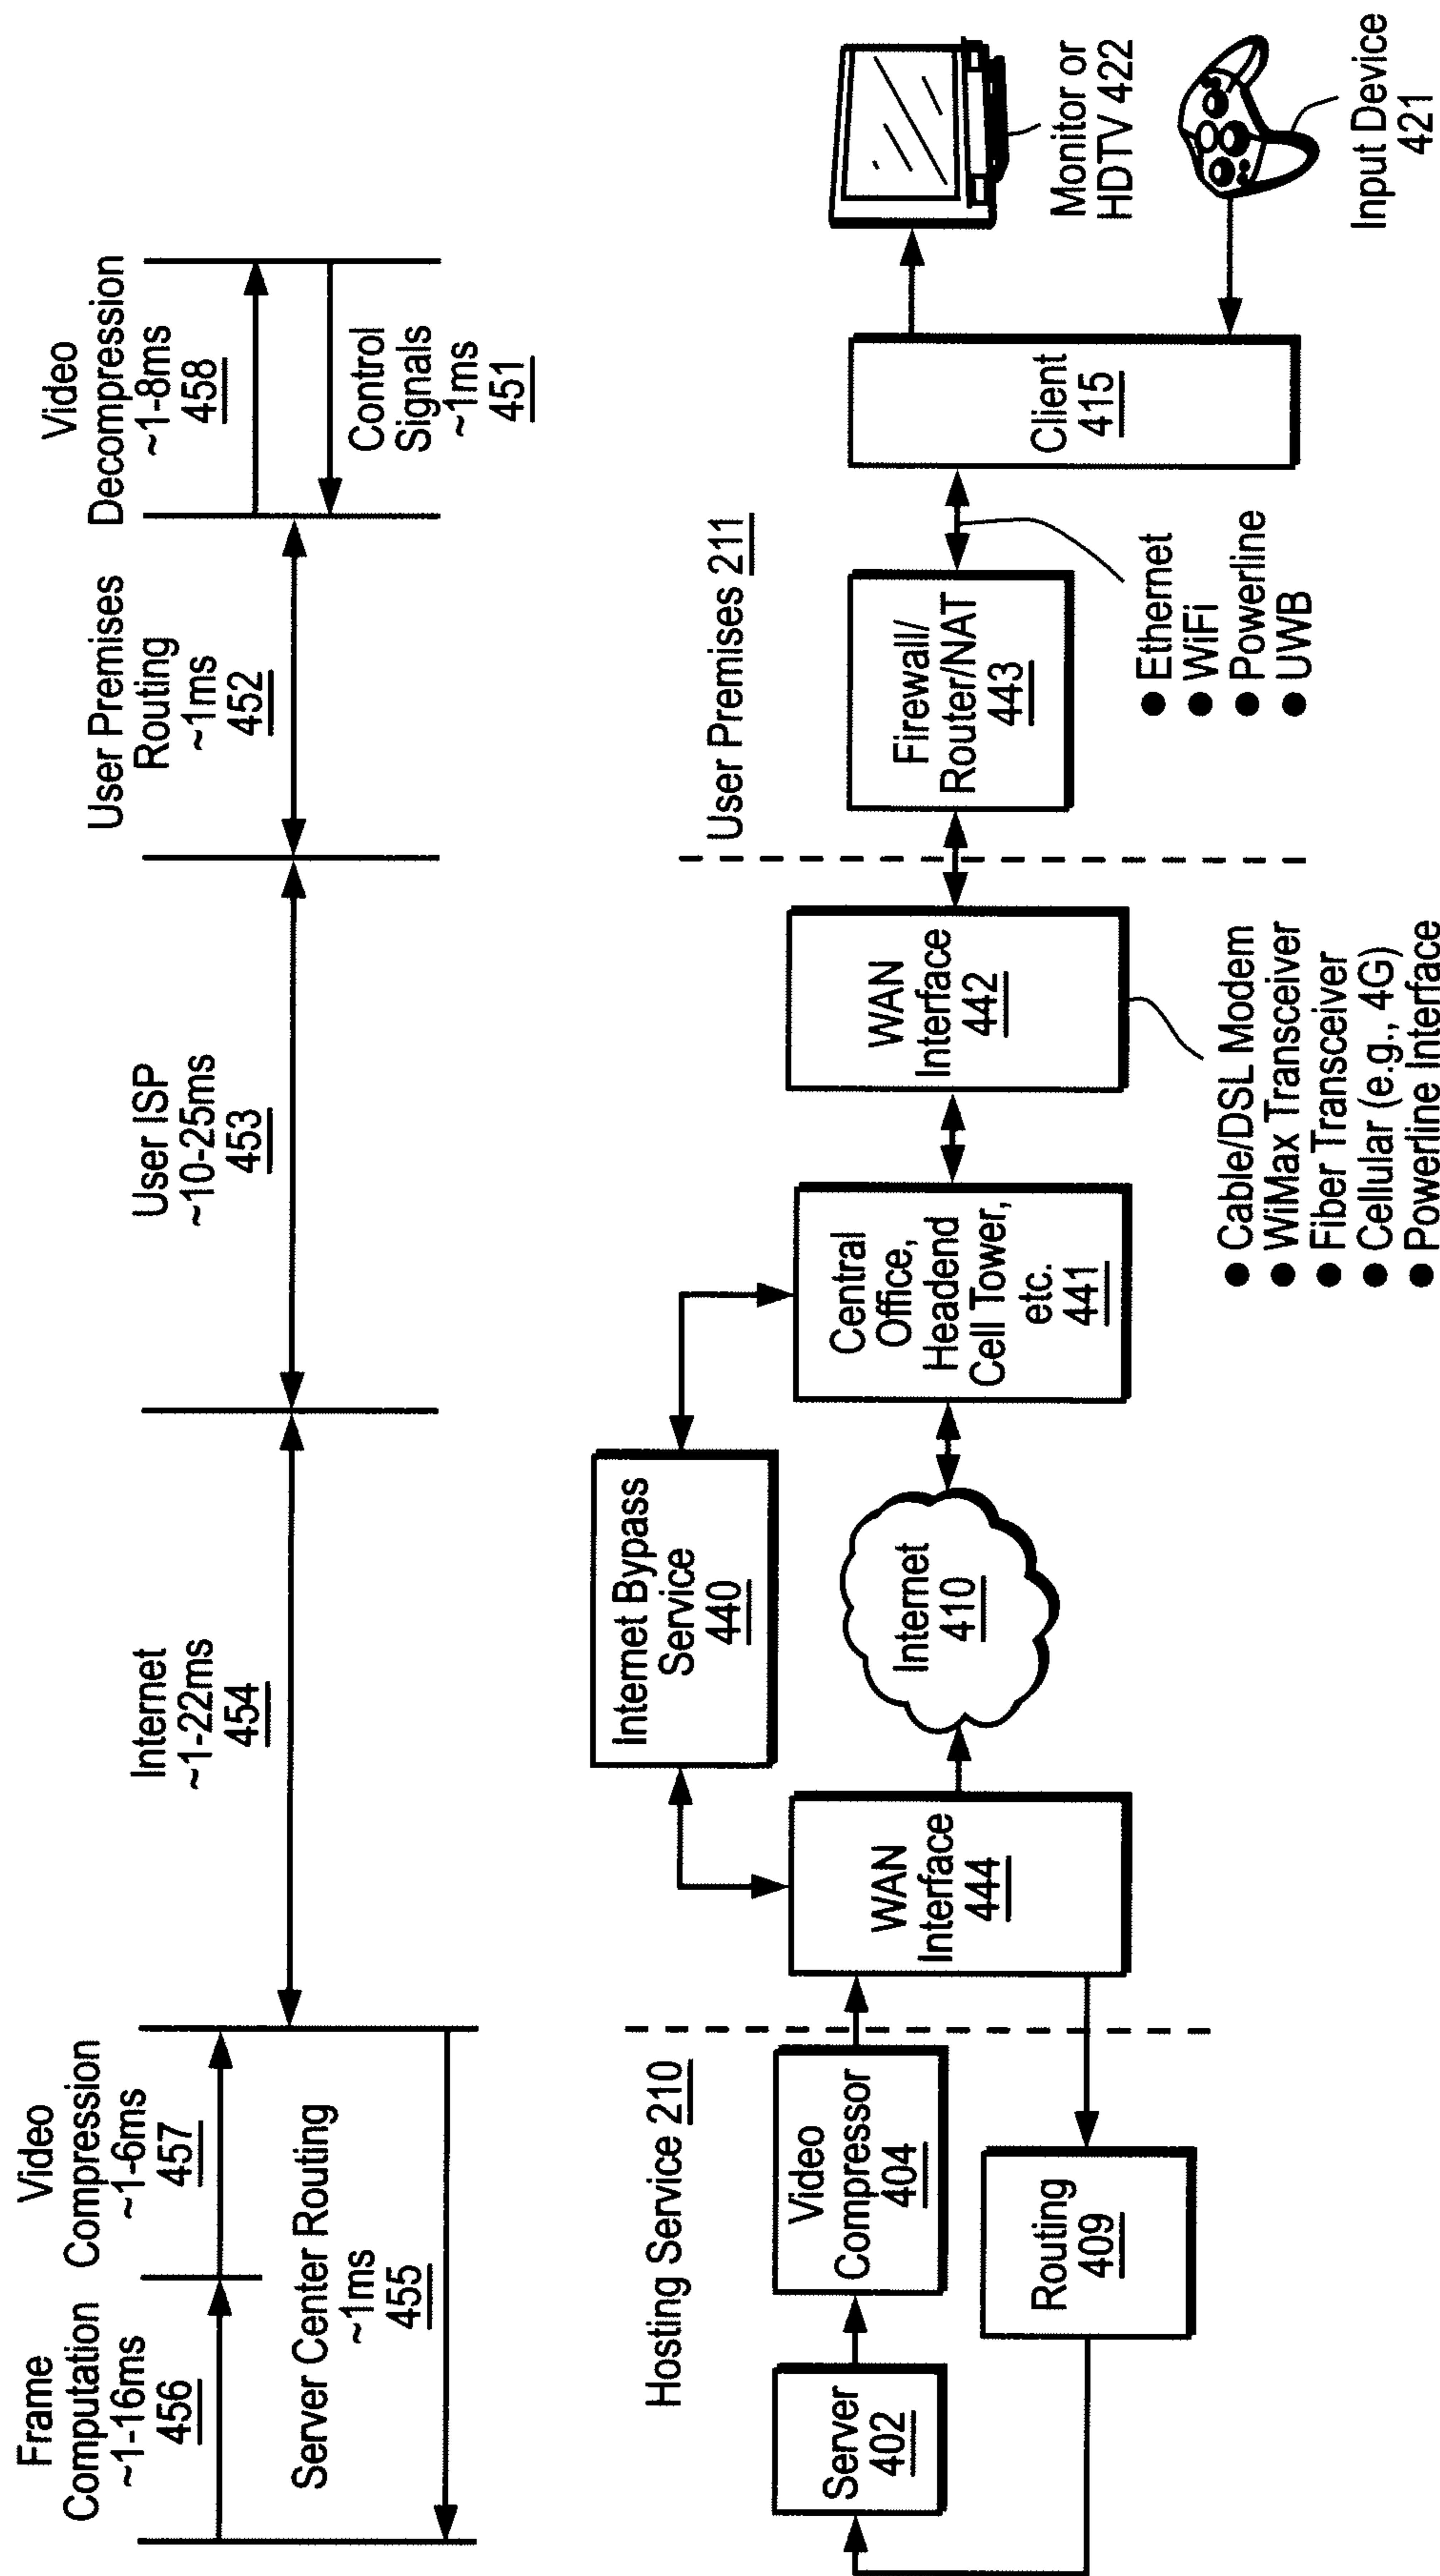 Frame
Computation
~1-16ms
456
Video
Compression
~1-6ms
457
Server Center Routing
~1ms
455
Internet
~1-22ms
454
User ISP
~10-25ms
453
User Premises
Routing
~1ms
452
Video
Decompression
~1-8ms
458
Control
Signals
~1ms
451
Hosting Service 210
Server
402
Video
Compressor
404
Routing
409
WAN
Interface
444
Internet Bypass
Service
440
Internet
410
Central
Office,
Headend
Cell Tower,
etc.
441
WAN
Interface
442
● Cable/DSL Modem
● WiMax Transceiver
● Fiber Transceiver
● Cellular (e.g., 4G)
● Powerline Interface
User Premises 211
Firewall/
Router/NAT
443
● Ethernet
● WiFi
● Powerline
● UWB
Client
415
Monitor or
HDTV 422
Input Device
421